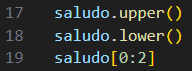 17 saludo.upper()
18 saludo.lower()
19 saludo[0:2]